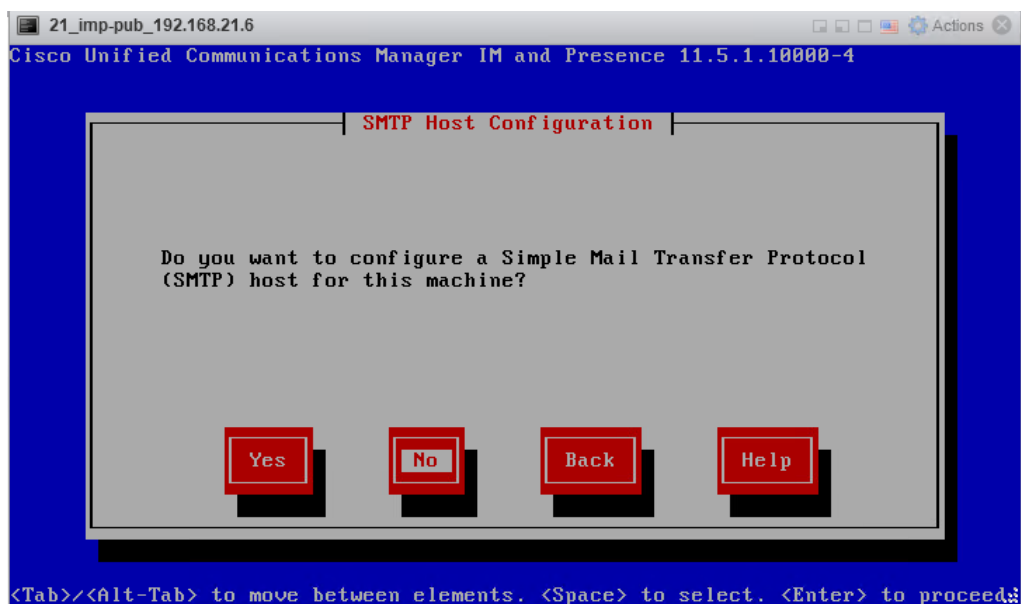 21_imp-pub_192.168.21.6 Actions
Cisco Unified Communications Manager IM and Presence 11.5.1.10000-4
SMTP Host Configuration
Do you want to configure a Simple Mail Transfer Protocol
(SMTP) host for this machine?
Yes No Back Help
<Tab>/<Alt-Tab> to move between elements. <Space> to select. <Enter> to proceed.